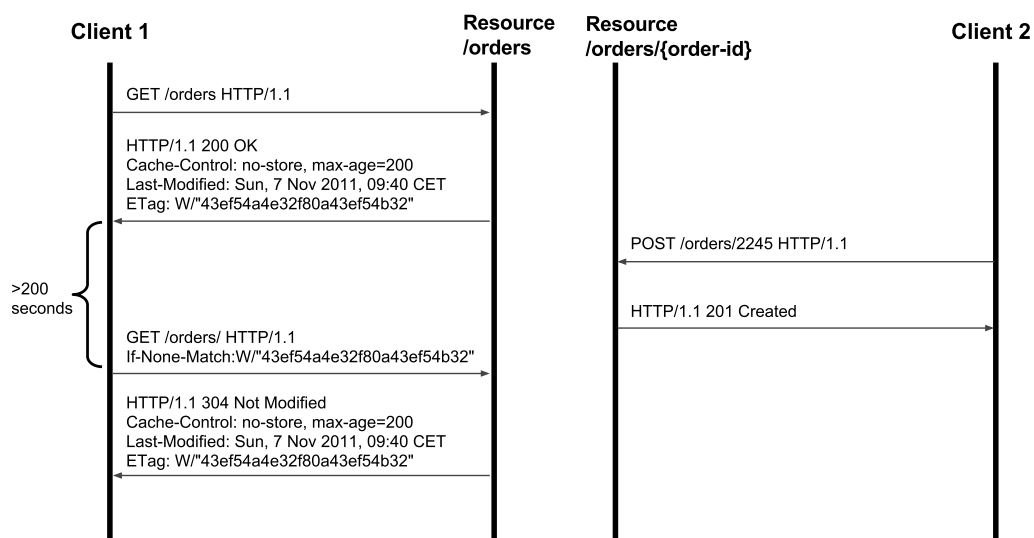 Client 1
Resource
/orders
Resource
/orders/{order-id}
Client 2
GET /orders HTTP/1.1
HTTP/1.1 200 OK
Cache-Control: no-store, max-age=200
Last-Modified: Sun, 7 Nov 2011, 09:40 CET
ETag: W/"43ef54a4e32f80a43ef54b32"
POST /orders/2245 HTTP/1.1
>200
seconds
HTTP/1.1 201 Created
GET /orders/ HTTP/1.1
If-None-Match:W/"43ef54a4e32f80a43ef54b32"
HTTP/1.1 304 Not Modified
Cache-Control: no-store, max-age=200
Last-Modified: Sun, 7 Nov 2011, 09:40 CET
ETag: W/"43ef54a4e32f80a43ef54b32"